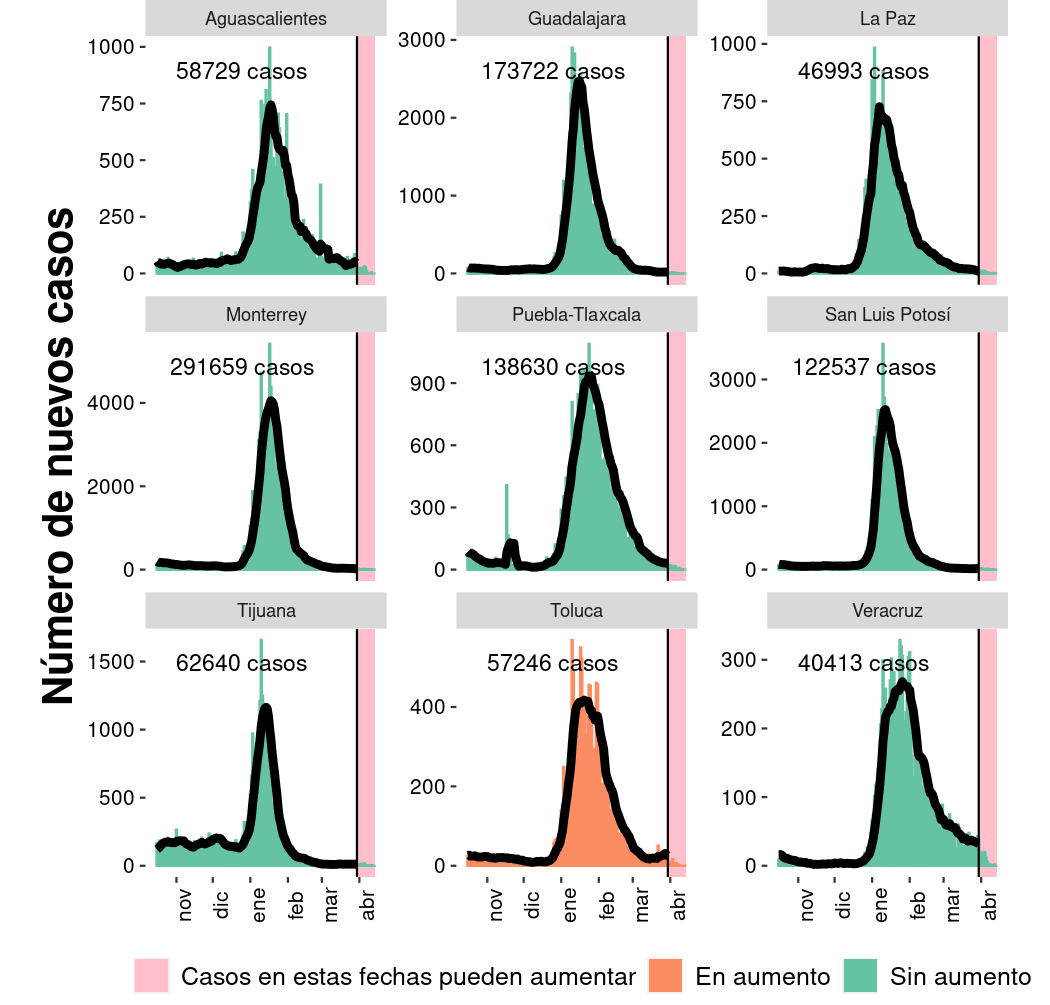 Número de nuevos casos
Aguascalientes
58729 casos
1000
750
500
250
0
Guadalajara
173722 casos
3000
2000
1000
0
La Paz
46993 casos
1000
750
500
250
0
Monterrey
291659 casos
4000
2000
0
Puebla-Tlaxcala
138630 casos
900
600
300
0
San Luis Potosí
122537 casos
3000
2000
1000
0
Tijuana
62640 casos
1500
1000
500
0
nov dic ene feb mar abr
Toluca
57246 casos
400
200
0
nov dic ene feb mar abr
Veracruz
40413 casos
300
200
100
0
nov dic ene feb mar abr
Casos en estas fechas pueden aumentar En aumento Sin aumento